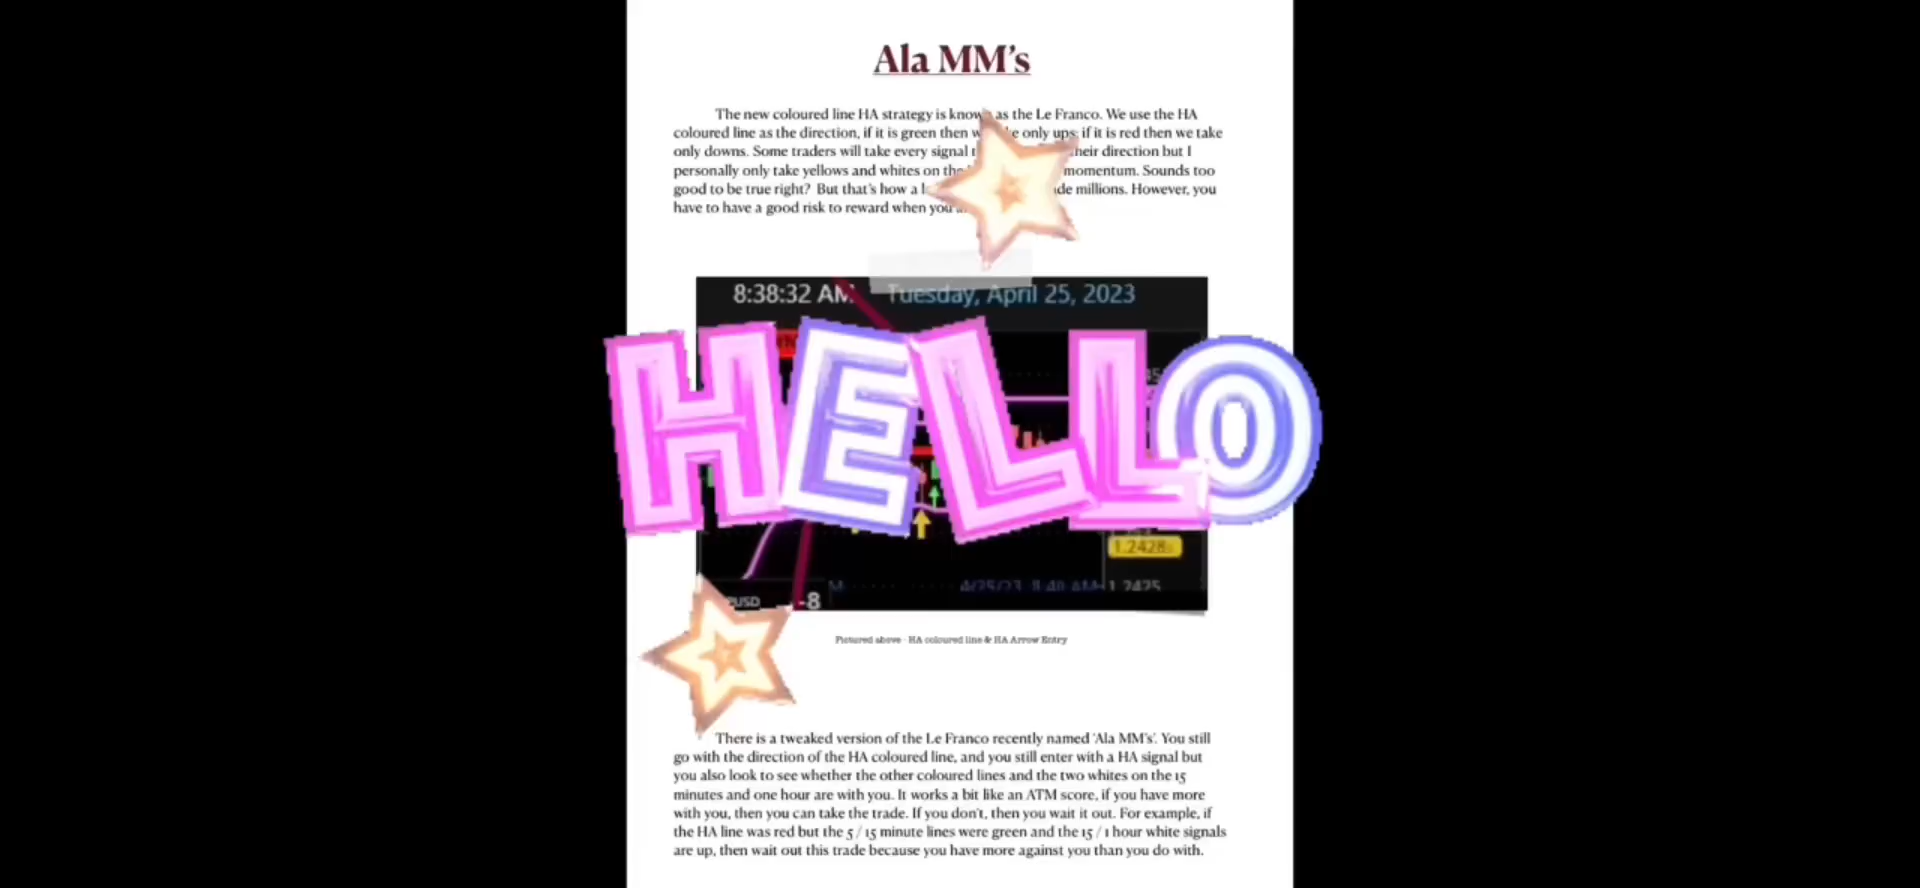 Ala MM's
The new coloured line HA strategy is known as the Le Franco. We use the HA
coloured line as the direction, if it is green then only ups; if it is red then we take
only downs. Some traders will take every signal their direction but I
personally only take yellows and whites on the momentum. Sounds too
good to be true right? But that's how a millions. However, you
have to have a good risk to reward when you
8:38:32 AM Tuesday, April 25, 2023
HELLO
1.2428
4/25/23 8:40 AM 1.2425
-8
Pictured above - HA coloured line & HA Arrow Entry
There is a tweaked version of the Le Franco recently named 'Ala MM's'. You still
go with the direction of the HA coloured line, and you still enter with a HA signal but
you also look to see whether the other coloured lines and the two whites on the 15
minutes and one hour are with you. It works a bit like an ATM score, if you have more
with you, then you can take the trade. If you don't, then you wait it out. For example, if
the HA line was red but the 5 / 15 minute lines were green and the 15 / 1 hour white signals
are up, then wait out this trade because you have more against you than you do with.